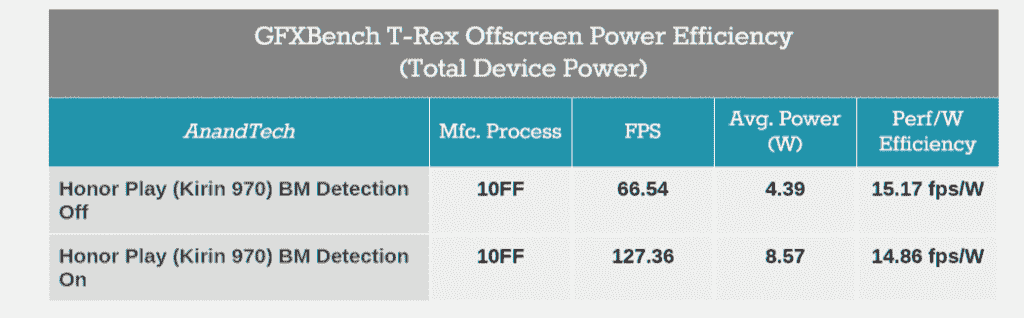 GFXBench T-Rex Offscreen Power Efficiency
(Total Device Power)
AnandTech Mfc. Process FPS Avg. Power (W) Perf/W Efficiency
Honor Play (Kirin 970) BM Detection Off 10FF 66.54 4.39 15.17 fps/W
Honor Play (Kirin 970) BM Detection On 10FF 127.36 8.57 14.86 fps/W